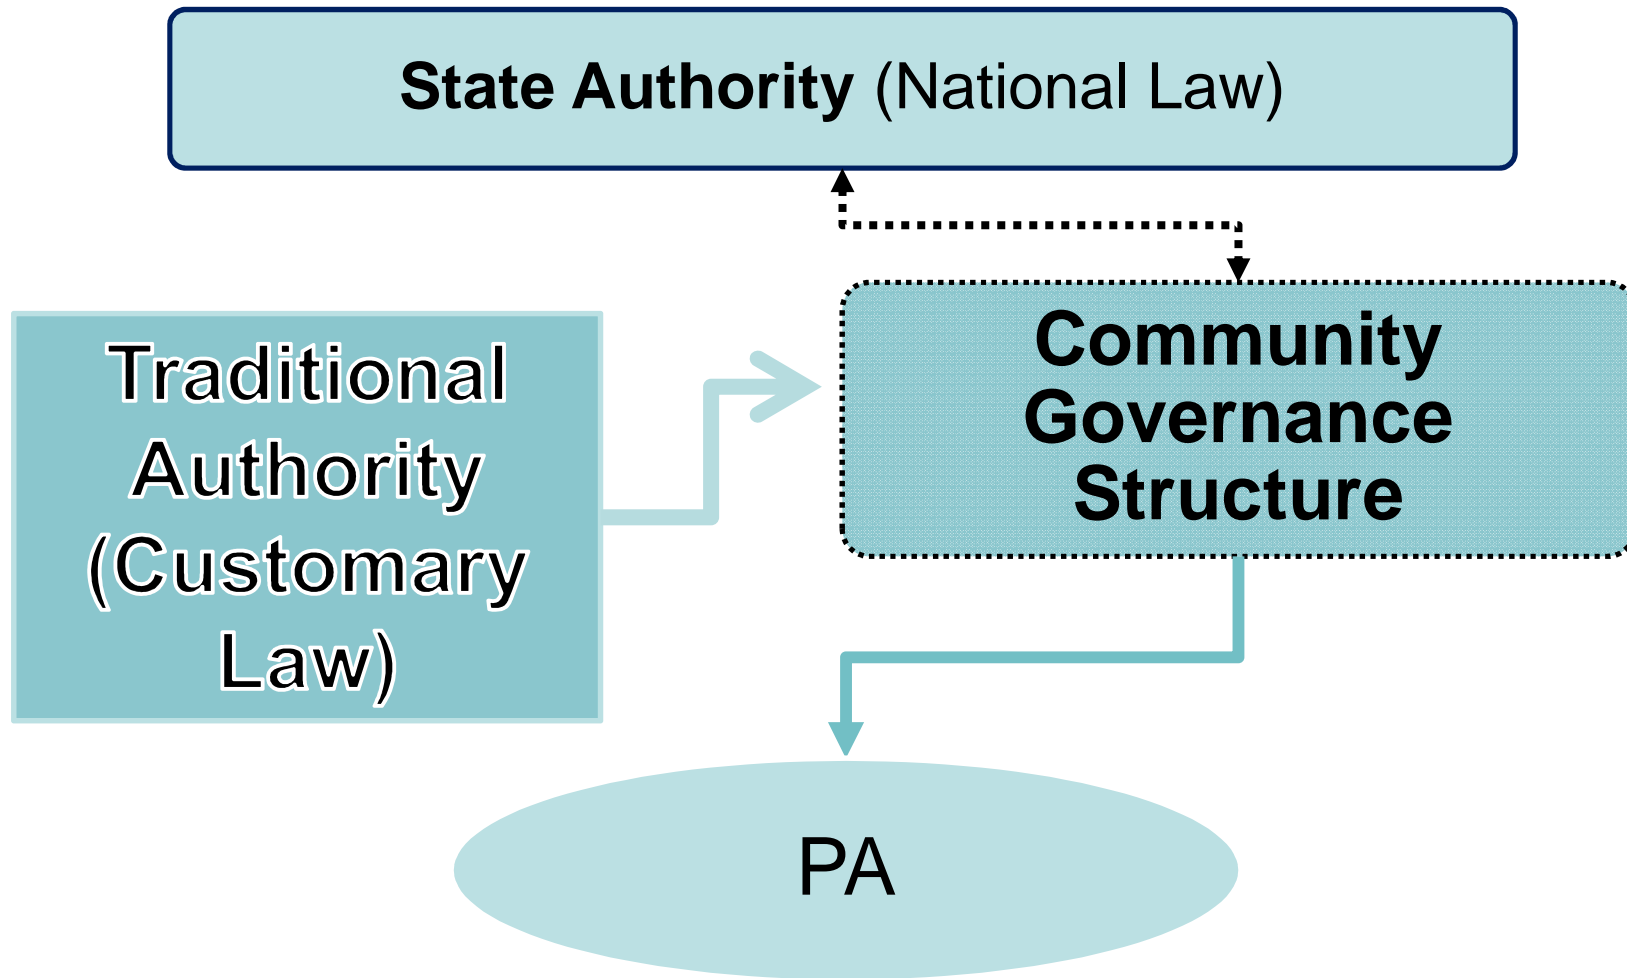 State Authority (National Law)
Community
Governance
Structure
Traditional
Authority
(Customary
Law)
PA